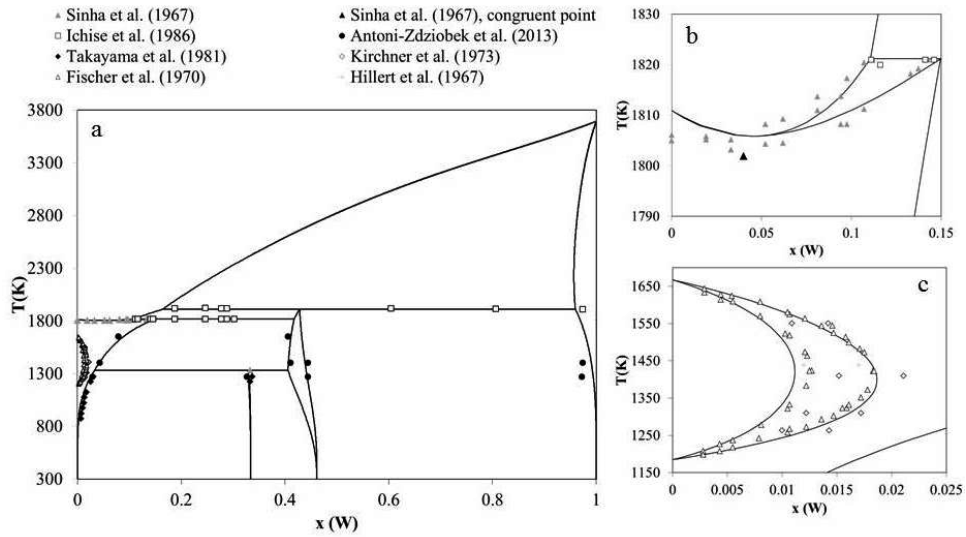 Sinha et al. (1967)
Sinha et al. (1967), congruent point
Ichise et al. (1986)
Antoni-Zdziobek et al. (2013)
Takayama et al. (1981)
Kirchner et al. (1973)
Fischer et al. (1970)
Hillert et al. (1967)
a
T(K)
3800
3300
2800
2300
1800
1300
800
300
0
0.2
0.4
0.6
0.8
1
x (W)
b
T(K)
1830
1820
1810
1800
1790
0
0.05
0.1
0.15
x (W)
c
T(K)
1650
1550
1450
1350
1250
1150
0
0.005
0.01
0.015
0.02
0.025
x (W)